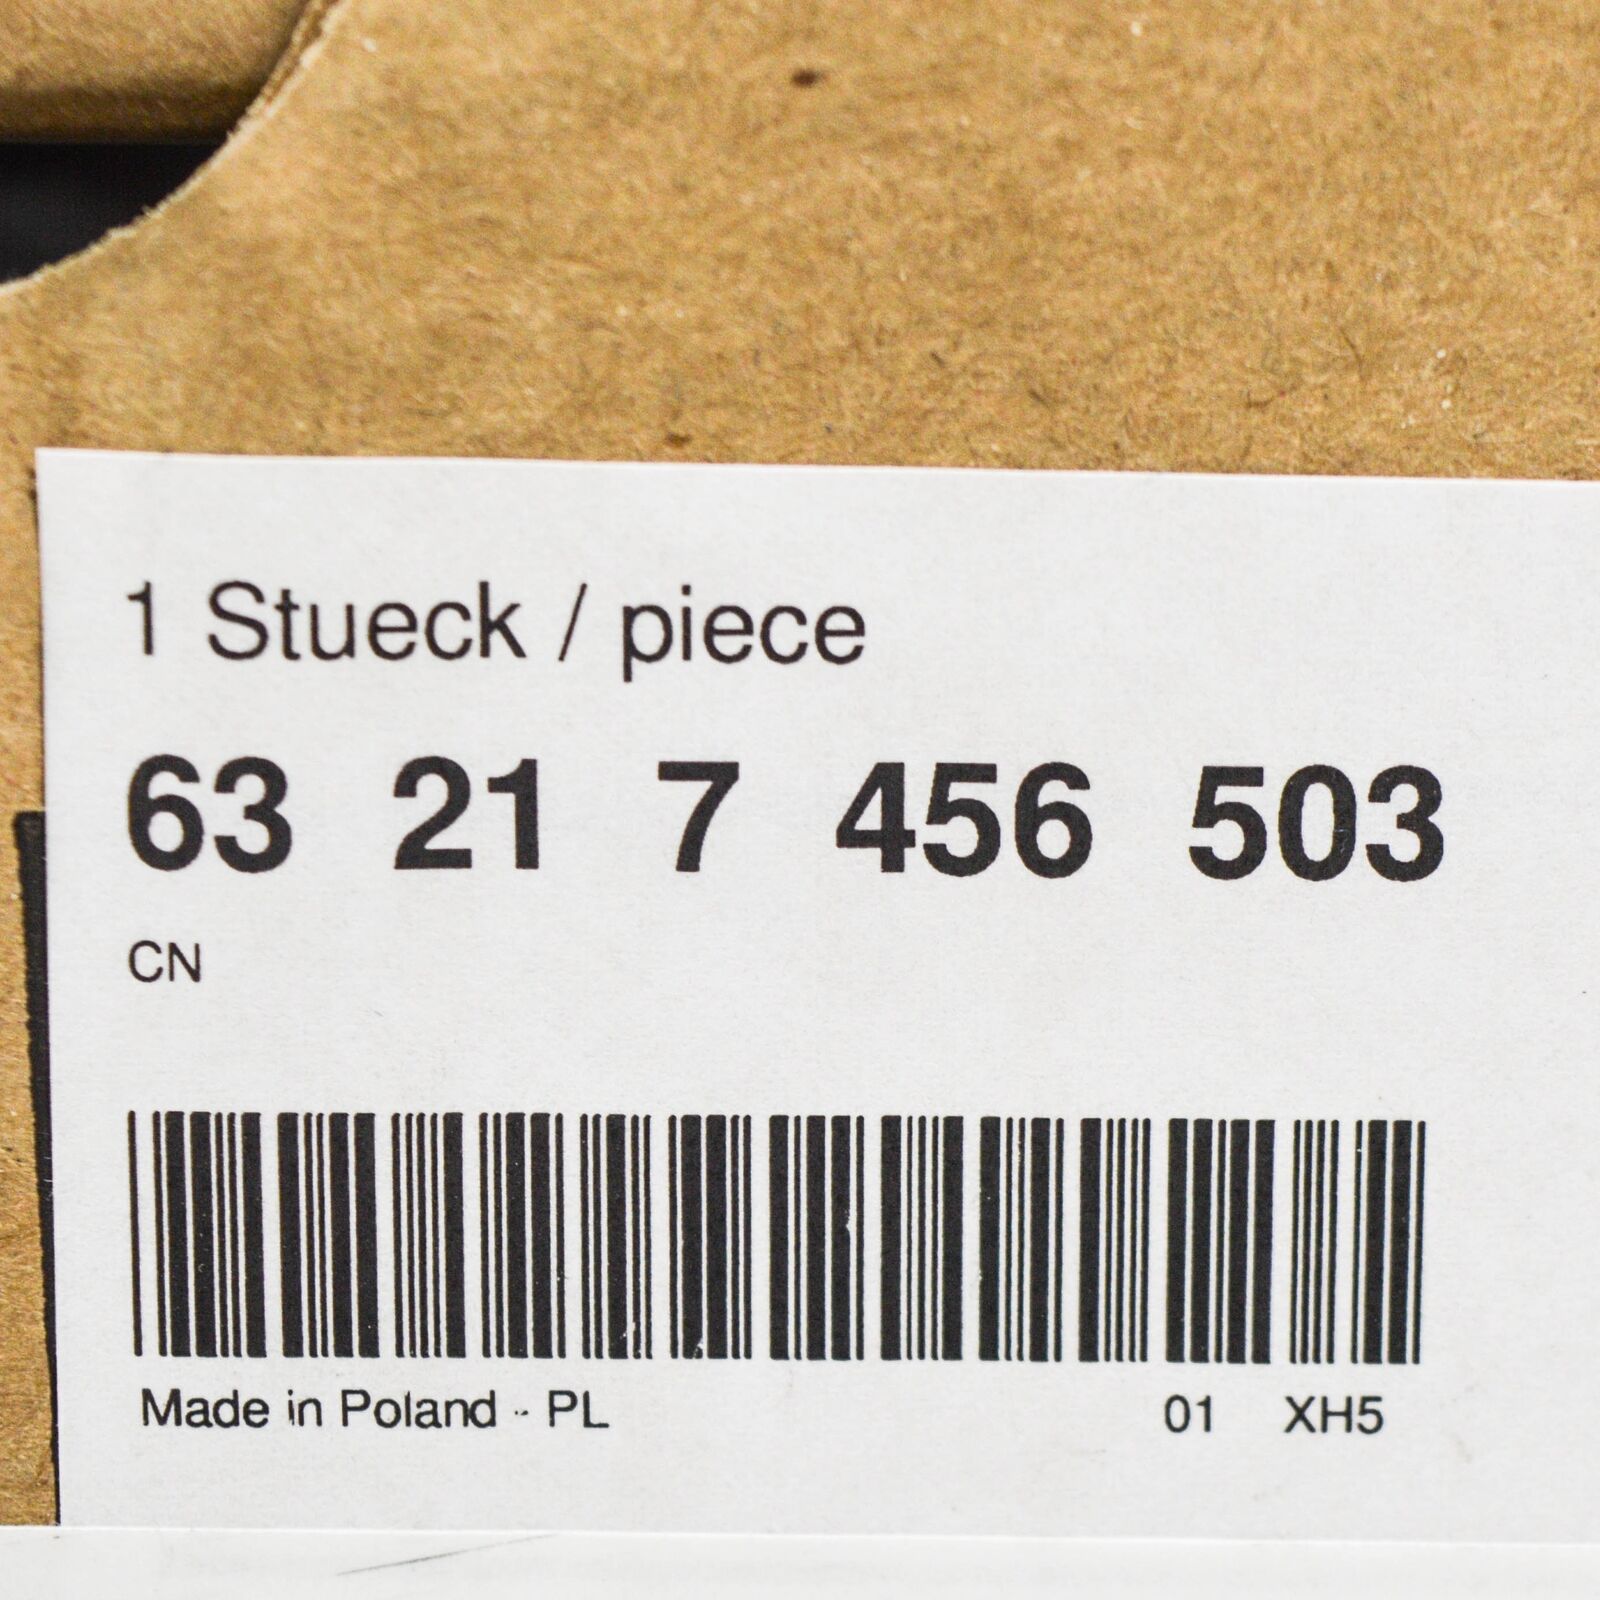 1 Stueck / piece
63 21 7 456 503
CN
Made in Poland - PL 01 XH5